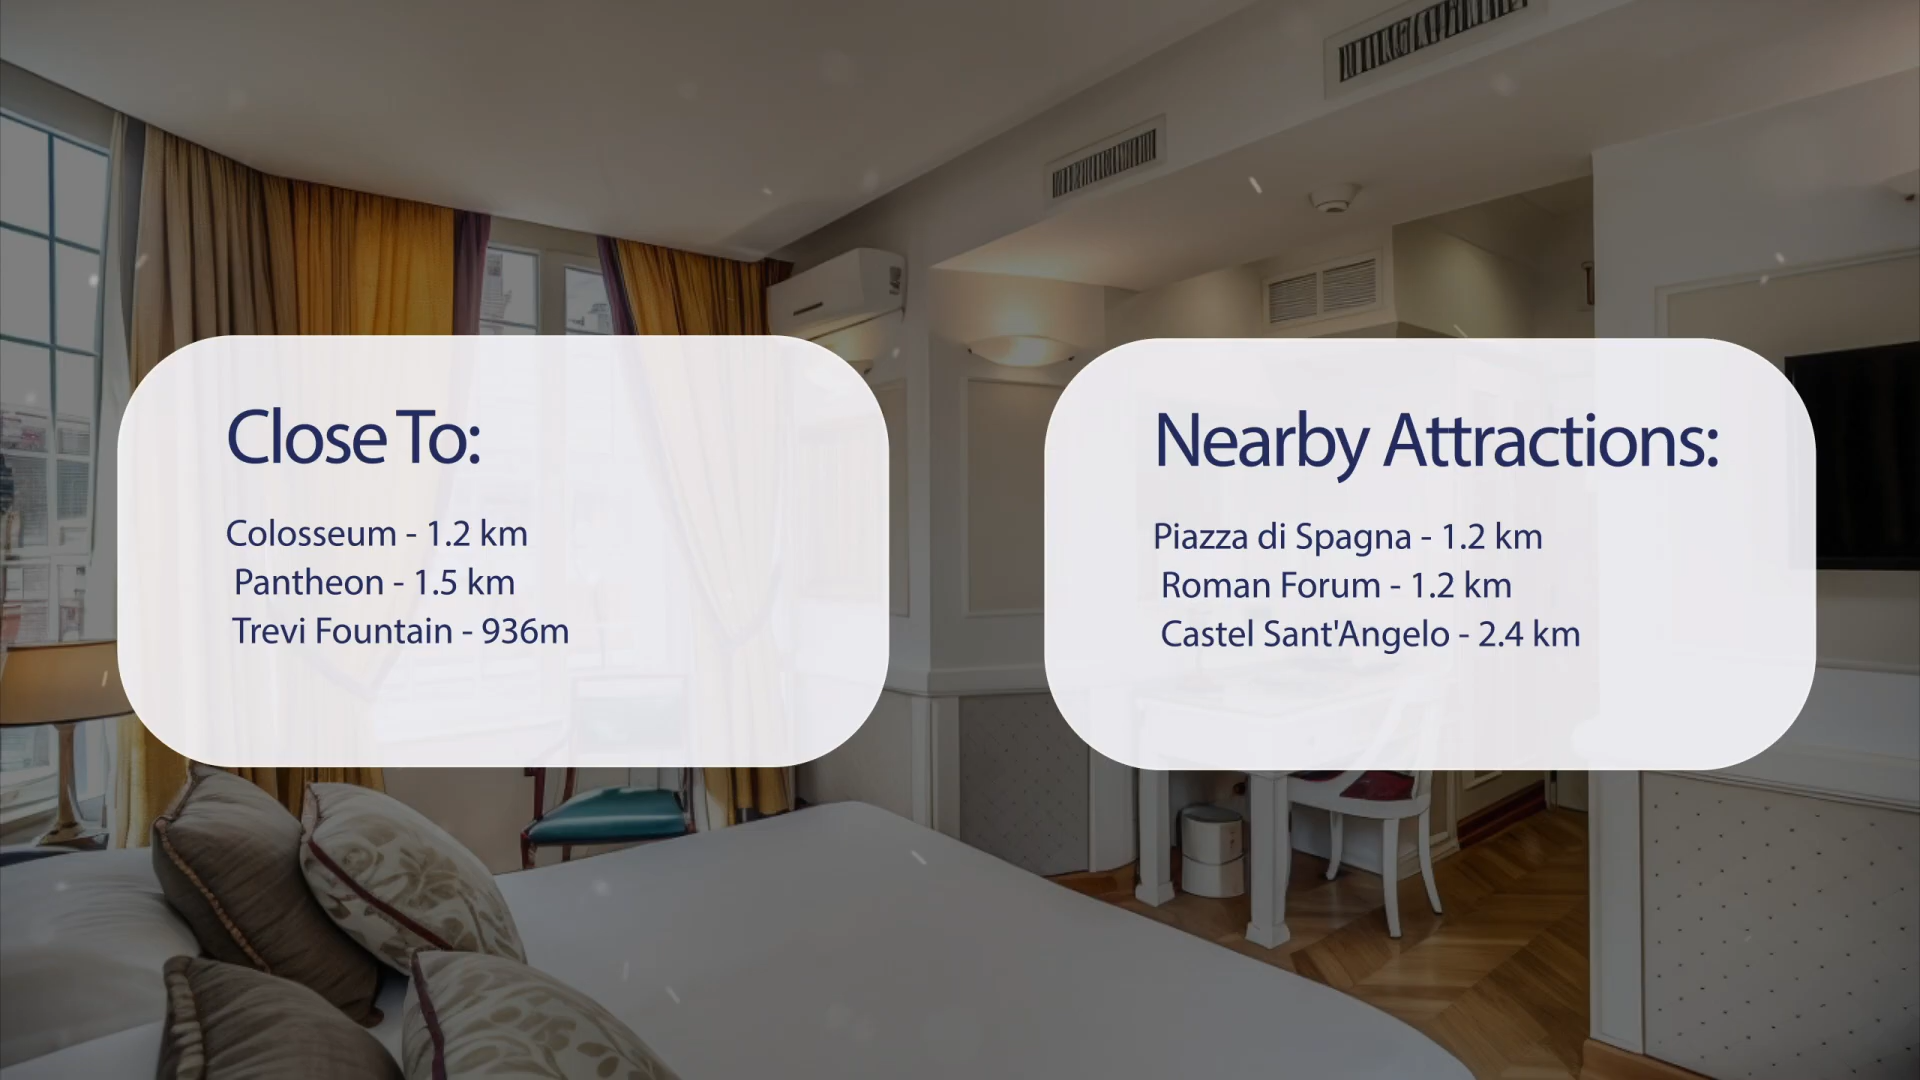 Close To:
Colosseum - 1.2 km
Pantheon - 1.5 km
Trevi Fountain - 936m
Nearby Attractions:
Piazza di Spagna - 1.2 km
Roman Forum - 1.2 km
Castel Sant'Angelo - 2.4 km